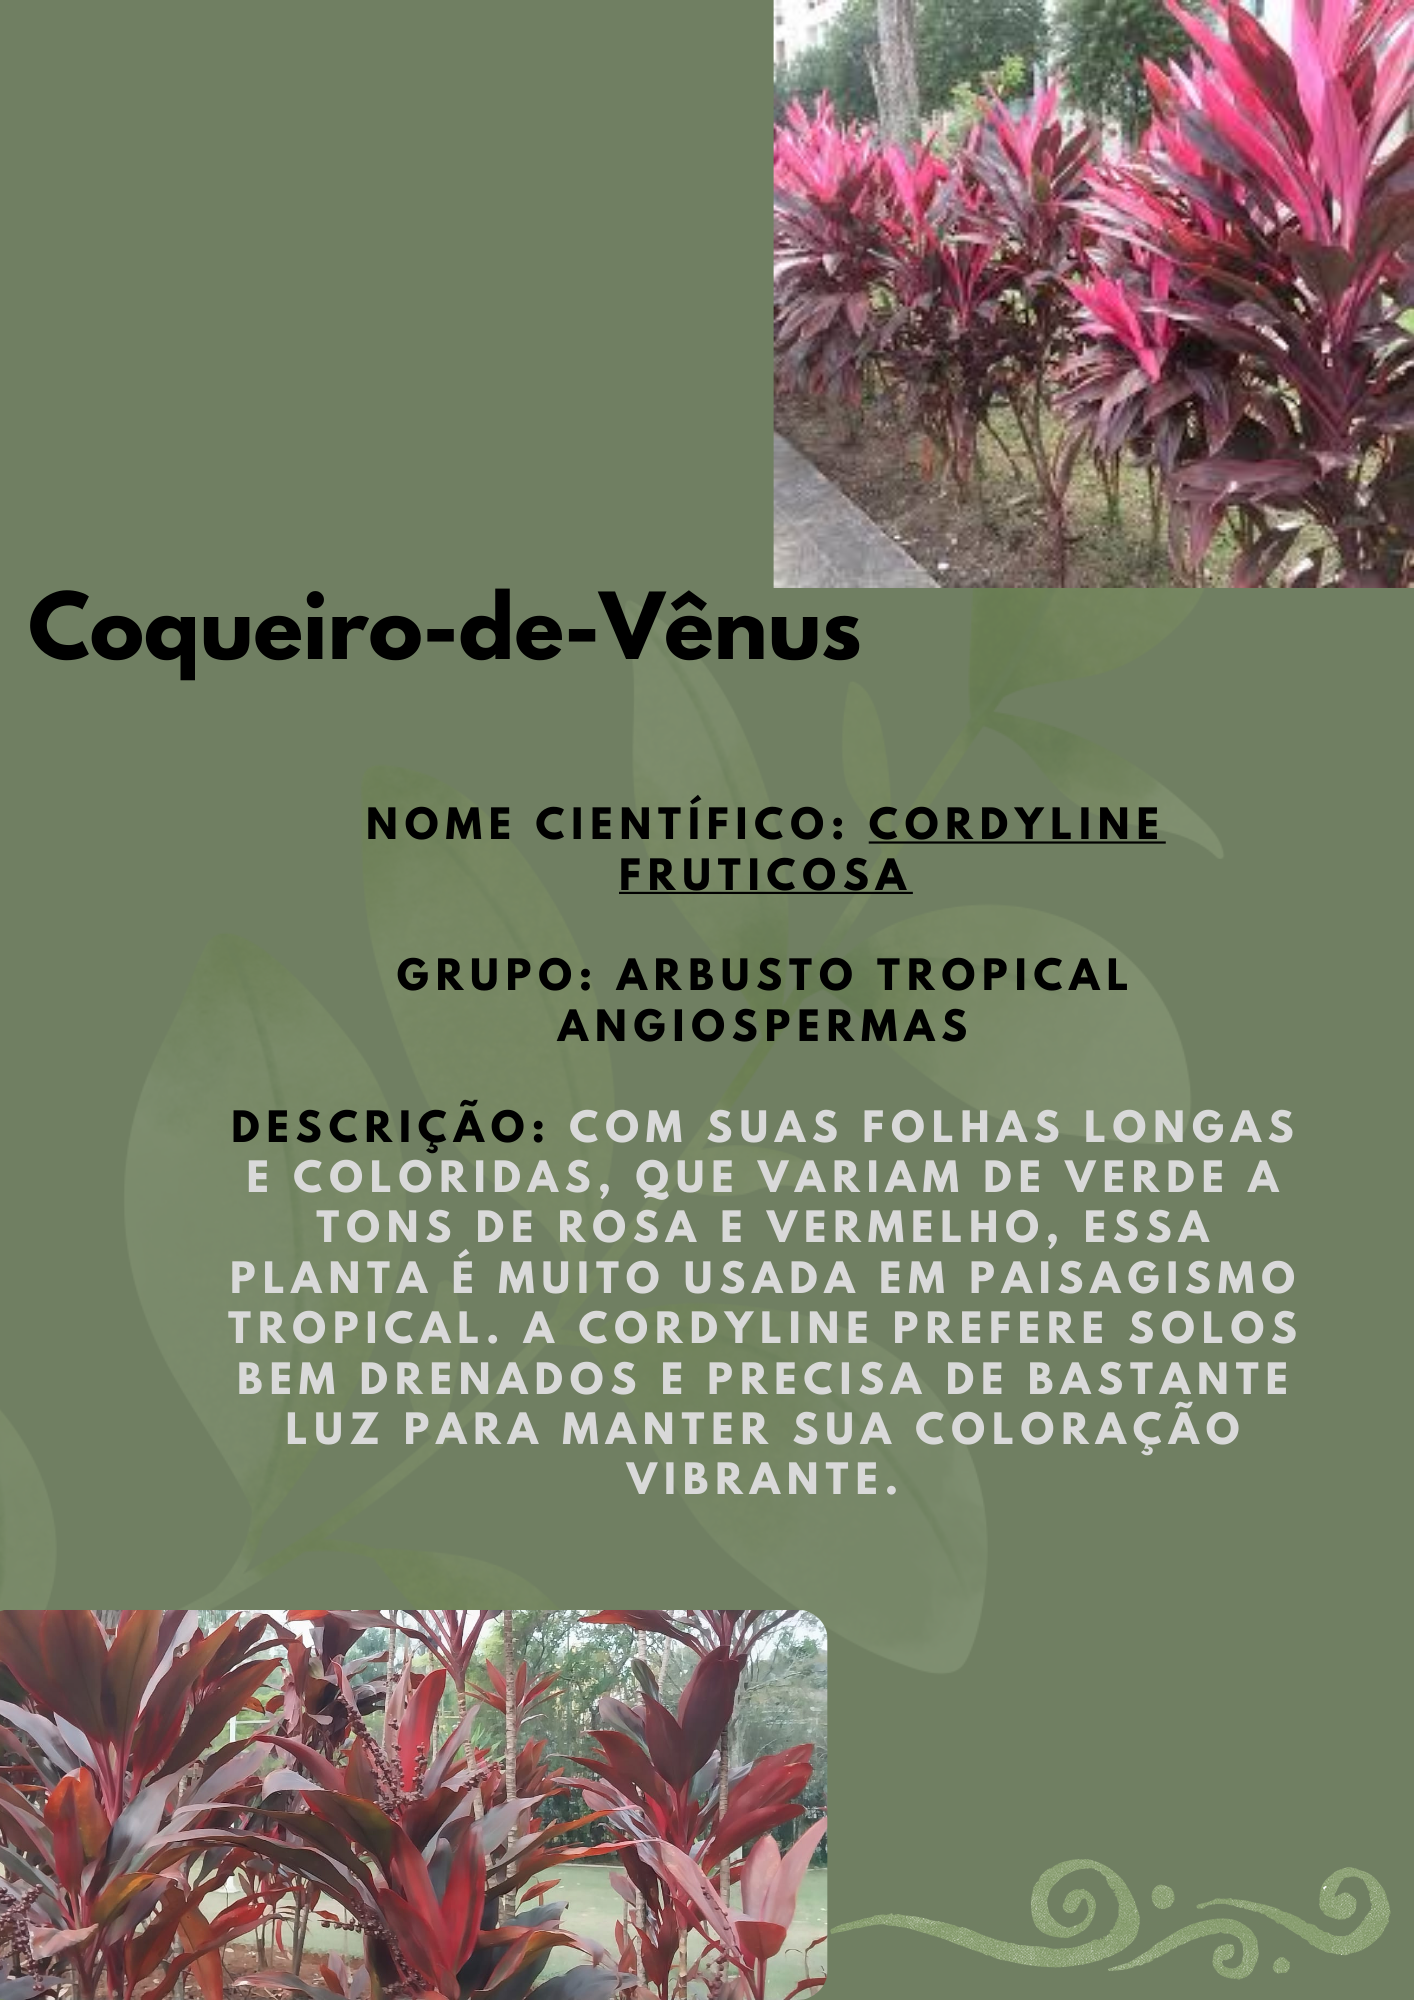 Coqueiro-de-Vênus
NOME CIENTÍFICO: CORDYLINE
FRUTICOSA
GRUPO: ARBUSTO TROPICAL
ANGIOSPERMAS
DESCRIÇÃO: COM SUAS FOLHAS LONGAS
E COLORIDAS, QUE VARIAM DE VERDE A
TONS DE ROSA E VERMELHO, ESSA
PLANTA É MUITO USADA EM PAISAGISMO
TROPICAL. A CORDYLINE PREFERE SOLOS
BEM DRENADOS E PRECISA DE BASTANTE
LUZ PARA MANTER SUA COLORAÇÃO
VIBRANTE.